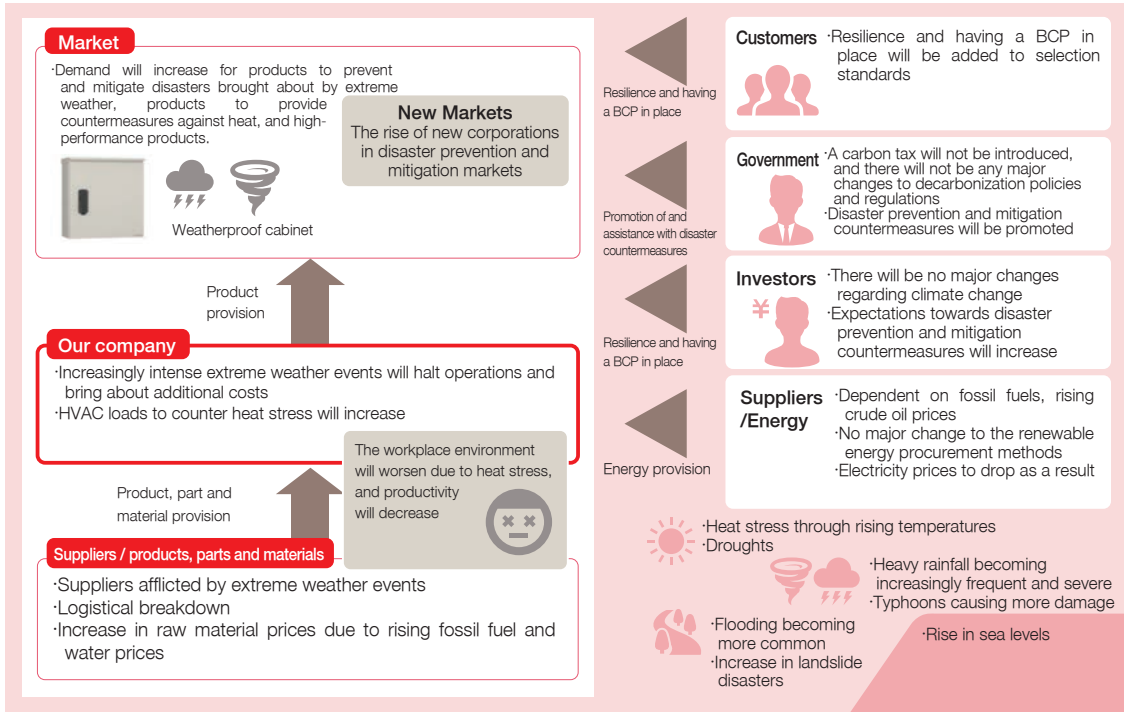 Market
·Demand will increase for products to prevent
and mitigate disasters brought about by extreme
weather, products to provide
countermeasures against heat, and high-
performance products.
New Markets
The rise of new corporations
in disaster prevention and
mitigation markets
Weatherproof cabinet
Product
provision
Our company
·Increasingly intense extreme weather events will halt operations and
bring about additional costs
·HVAC loads to counter heat stress will increase
The workplace environment
will worsen due to heat stress,
and productivity
will decrease
Product, part and
material provision
Suppliers / products, parts and materials
·Suppliers afflicted by extreme weather events
·Logistical breakdown
·Increase in raw material prices due to rising fossil fuel and
water prices
Resilience and having
a BCP in place
Customers
·Resilience and having a BCP in
place will be added to selection
standards
Promotion of and
assistance with disaster
countermeasures
Government
·A carbon tax will not be introduced,
and there will not be any major
changes to decarbonization policies
and regulations
·Disaster prevention and mitigation
countermeasures will be promoted
Resilience and having
a BCP in place
Investors
¥
·There will be no major changes
regarding climate change
·Expectations towards disaster
prevention and mitigation
countermeasures will increase
Energy provision
Suppliers
/Energy
·Dependent on fossil fuels, rising
crude oil prices
·No major change to the renewable
energy procurement methods
·Electricity prices to drop as a result
·Heat stress through rising temperatures
·Droughts
·Heavy rainfall becoming
increasingly frequent and severe
·Typhoons causing more damage
·Flooding becoming
more common
·Increase in landslide
disasters
·Rise in sea levels